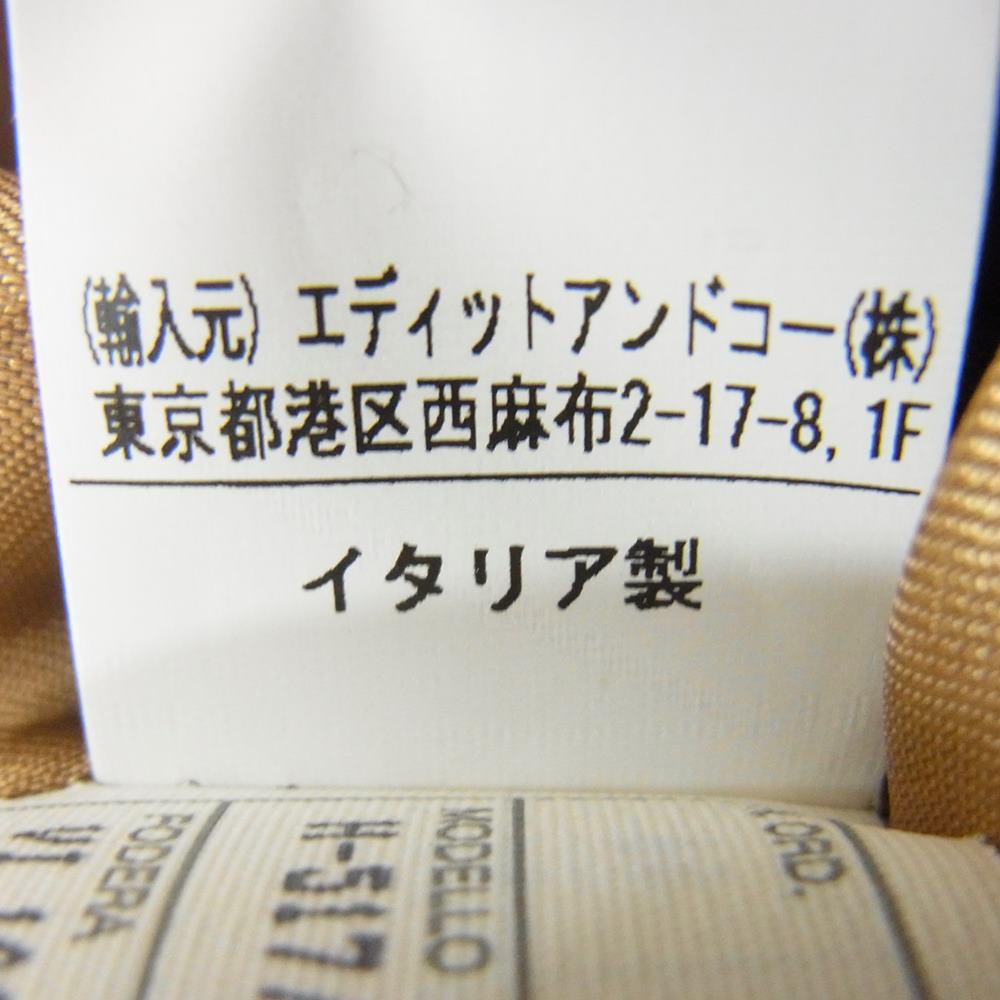 (輸入元) エディットアンドコー(株)
東京都港区西麻布2-17-8, 1F
イタリア製
FODERA
MODELLO
ORD.